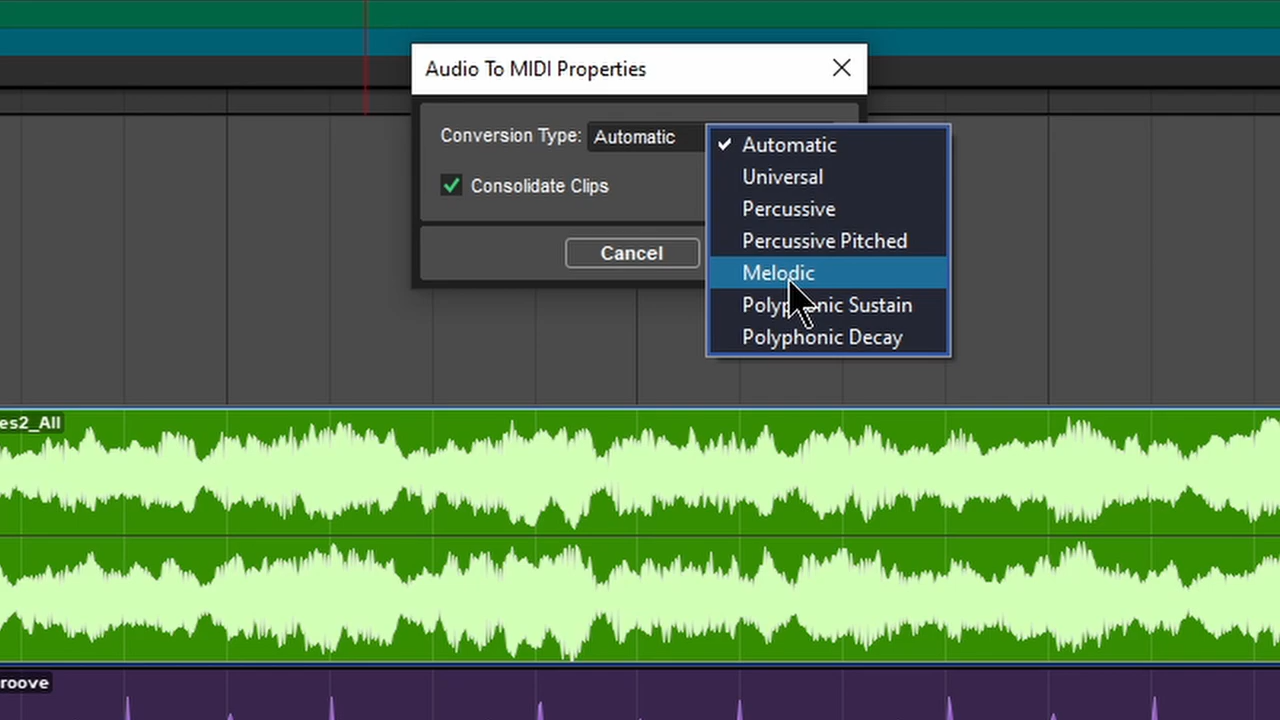 Audio To MIDI Properties
Conversion Type: Automatic
Automatic
Universal
Percussive
Percussive Pitched
Melodic
Polyphonic Sustain
Polyphonic Decay
Consolidate Clips
Cancel
es2_All
roove